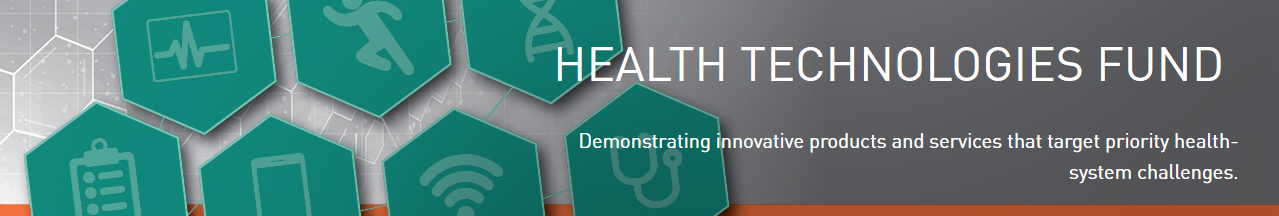 HEALTH TECHNOLOGIES FUND
Demonstrating innovative products and services that target priority health-
system challenges.